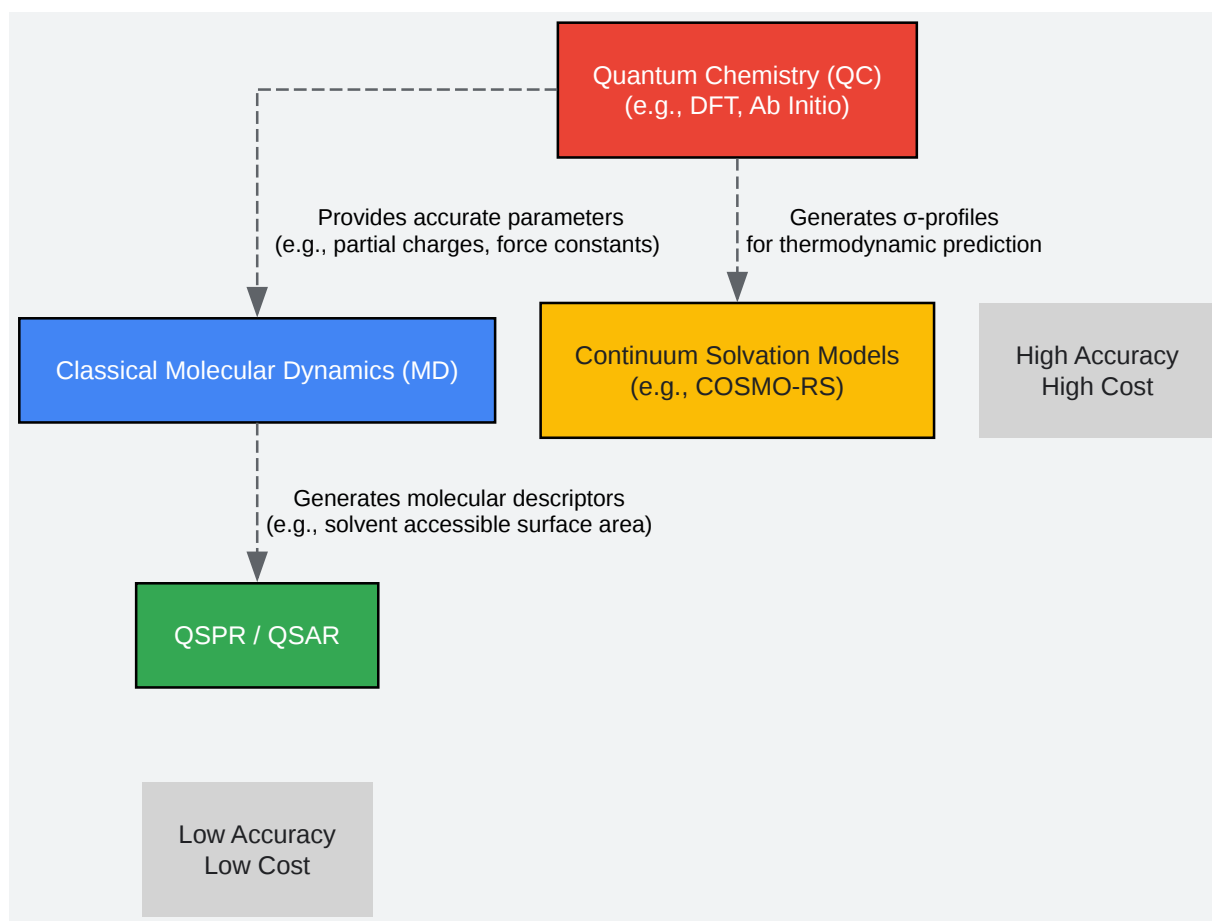 Quantum Chemistry (QC)
(e.g., DFT, Ab Initio)
Provides accurate parameters
(e.g., partial charges, force constants)
Generates σ-profiles
for thermodynamic prediction
Classical Molecular Dynamics (MD)
Continuum Solvation Models
(e.g., COSMO-RS)
High Accuracy
High Cost
Generates molecular descriptors
(e.g., solvent accessible surface area)
QSPR / QSAR
Low Accuracy
Low Cost